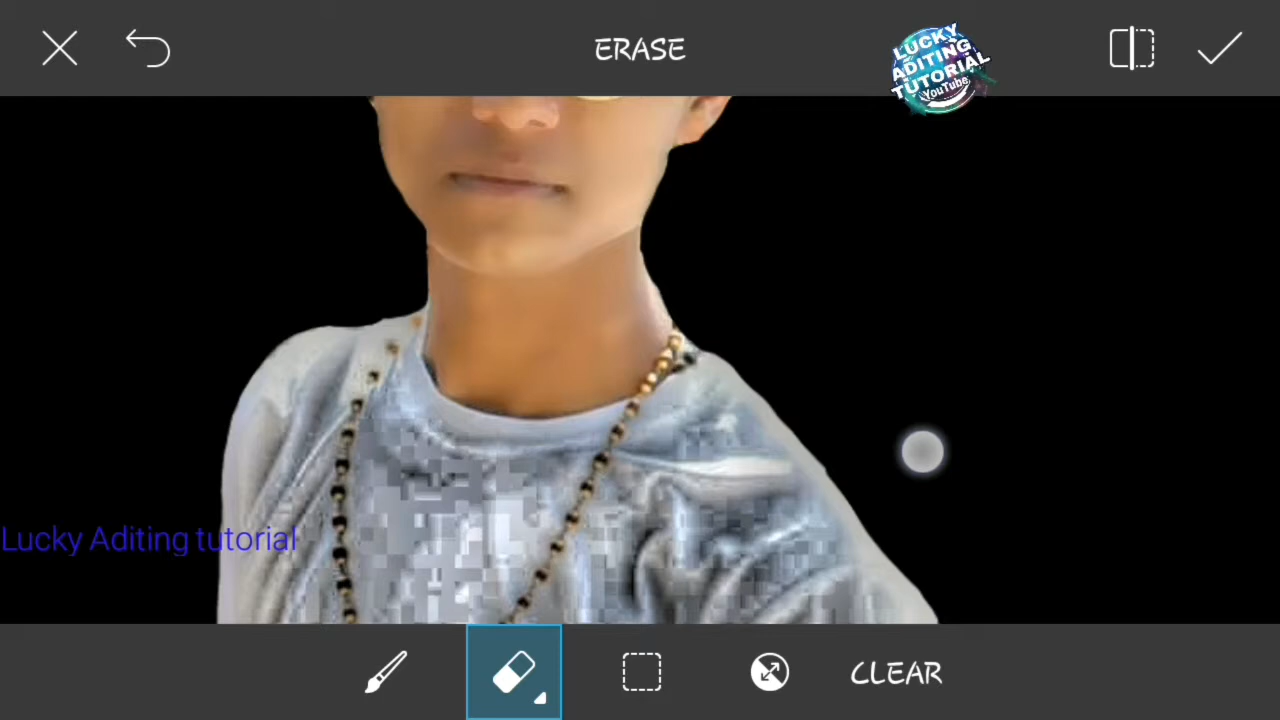 ERASE
LUCKY
ADITING
TUTORIAL
YouTube
Lucky Aditing tutorial
CLEAR